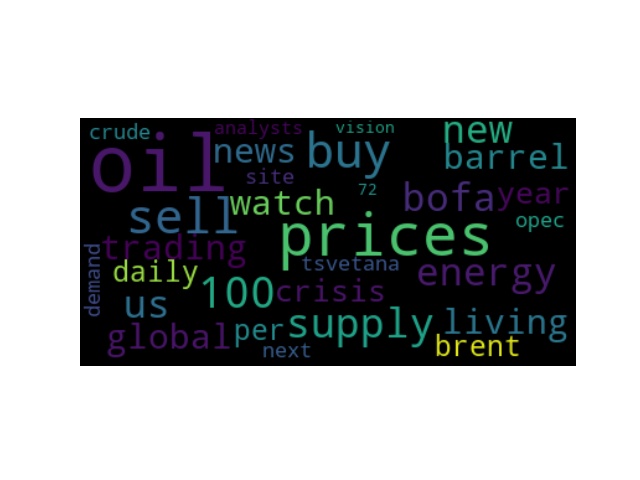 crude analysts vision new
oil news buy barrel
site 72 bofa year
sell watch opec
trading prices
demand daily tsvetana energy
us 100 crisis
global per supply living
next brent